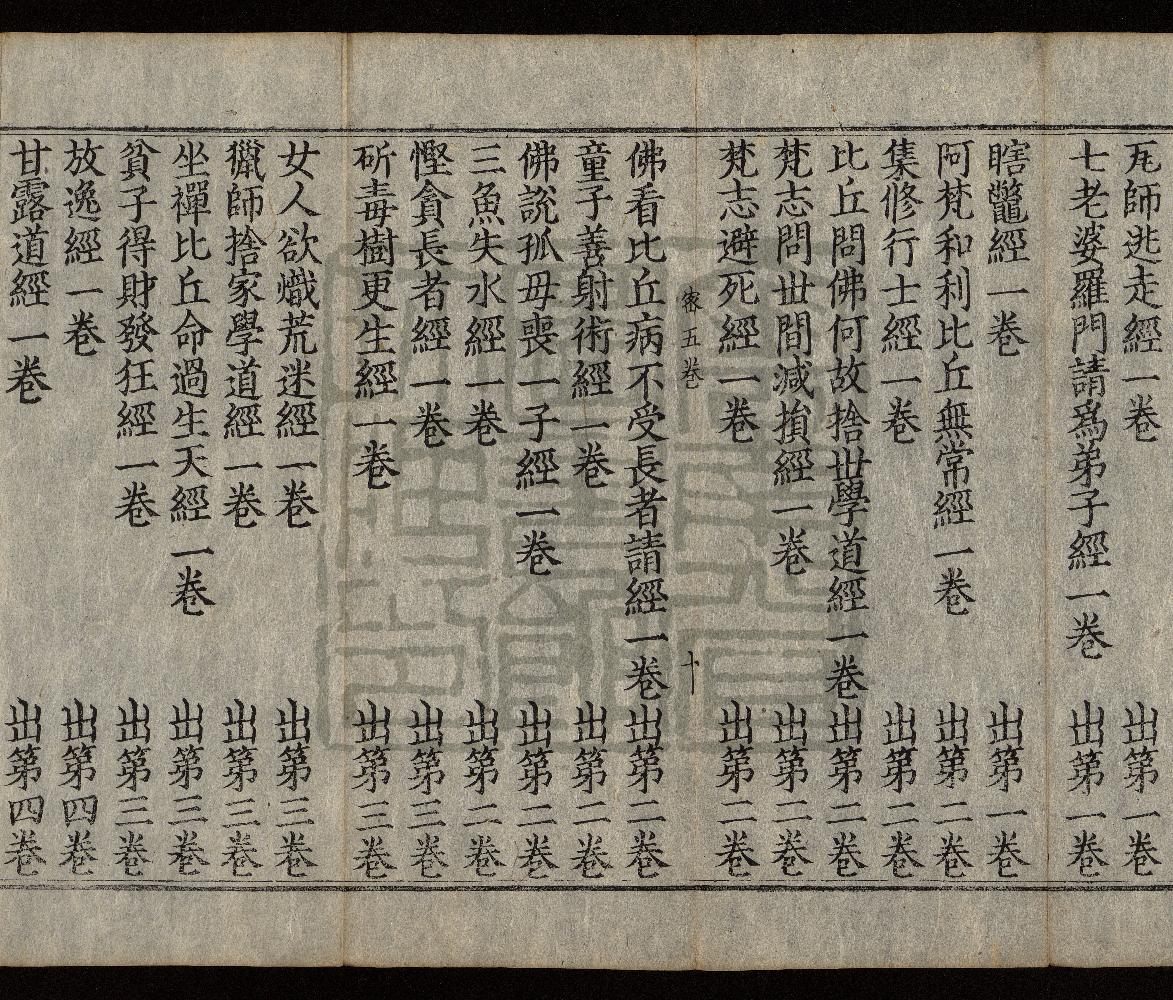 瓦師逃走經一卷 出第一卷
七老婆羅門請爲弟子經一卷 出第一卷
瞎鼈經一卷 出第一卷
阿梵和利比丘無常經一卷 出第二卷
集修行士經一卷 出第二卷
比丘問佛何故捨世學道經一卷 出第二卷
梵志問世間減損經一卷 出第二卷
梵志避死經一卷 出第二卷
五卷 十
佛看比丘病不受長者請經一卷 出第二卷
童子善射術經一卷 出第二卷
佛說孤母喪一子經一卷 出第二卷
三魚失水經一卷 出第二卷
慳貪長者經一卷 出第三卷
斫毒樹更生經一卷 出第三卷
女人欲熾荒迷經一卷 出第三卷
獵師捨家學道經一卷 出第三卷
坐禪比丘命過生天經一卷 出第三卷
貧子得財發狂經一卷 出第三卷
放逸經一卷 出第四卷
甘露道經一卷 出第四卷